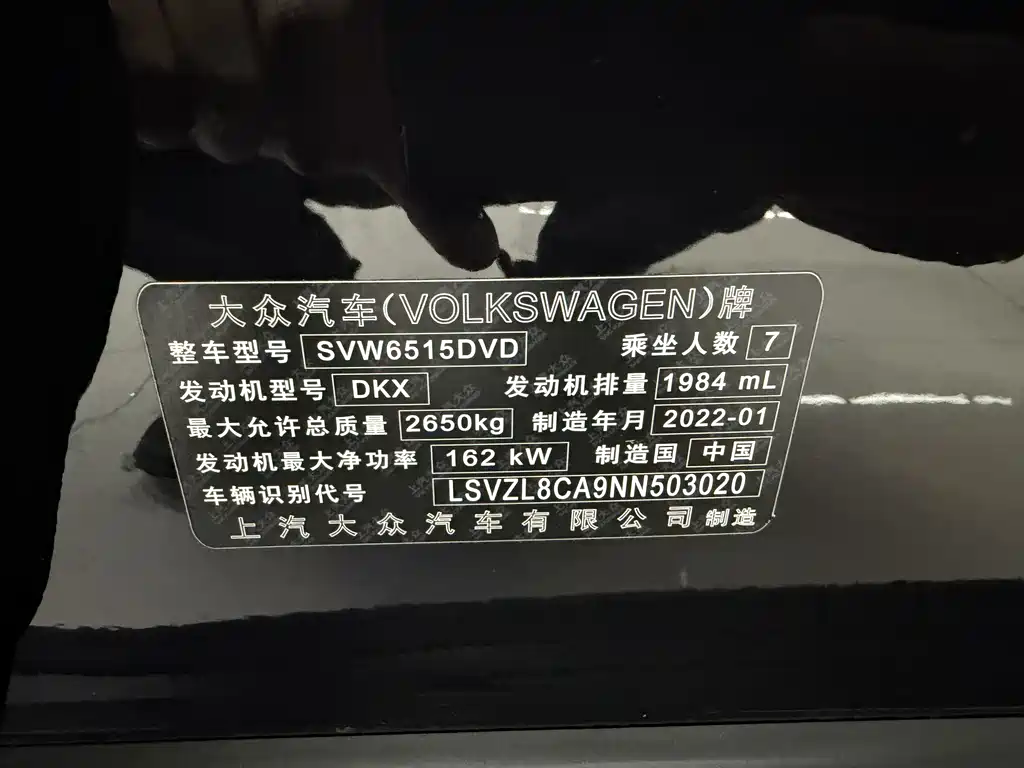 大众汽车(VOLKSWAGEN)牌
整车型号 SVW6515DVD 乘坐人数 7
发动机型号 DKX 发动机排量 1984 mL
最大允许总质量 2650kg 制造年月 2022-01
发动机最大净功率 162 kW 制造国 中国
车辆识别代号 LSVZL8CA9NN503020
上汽大众汽车有限公司制造